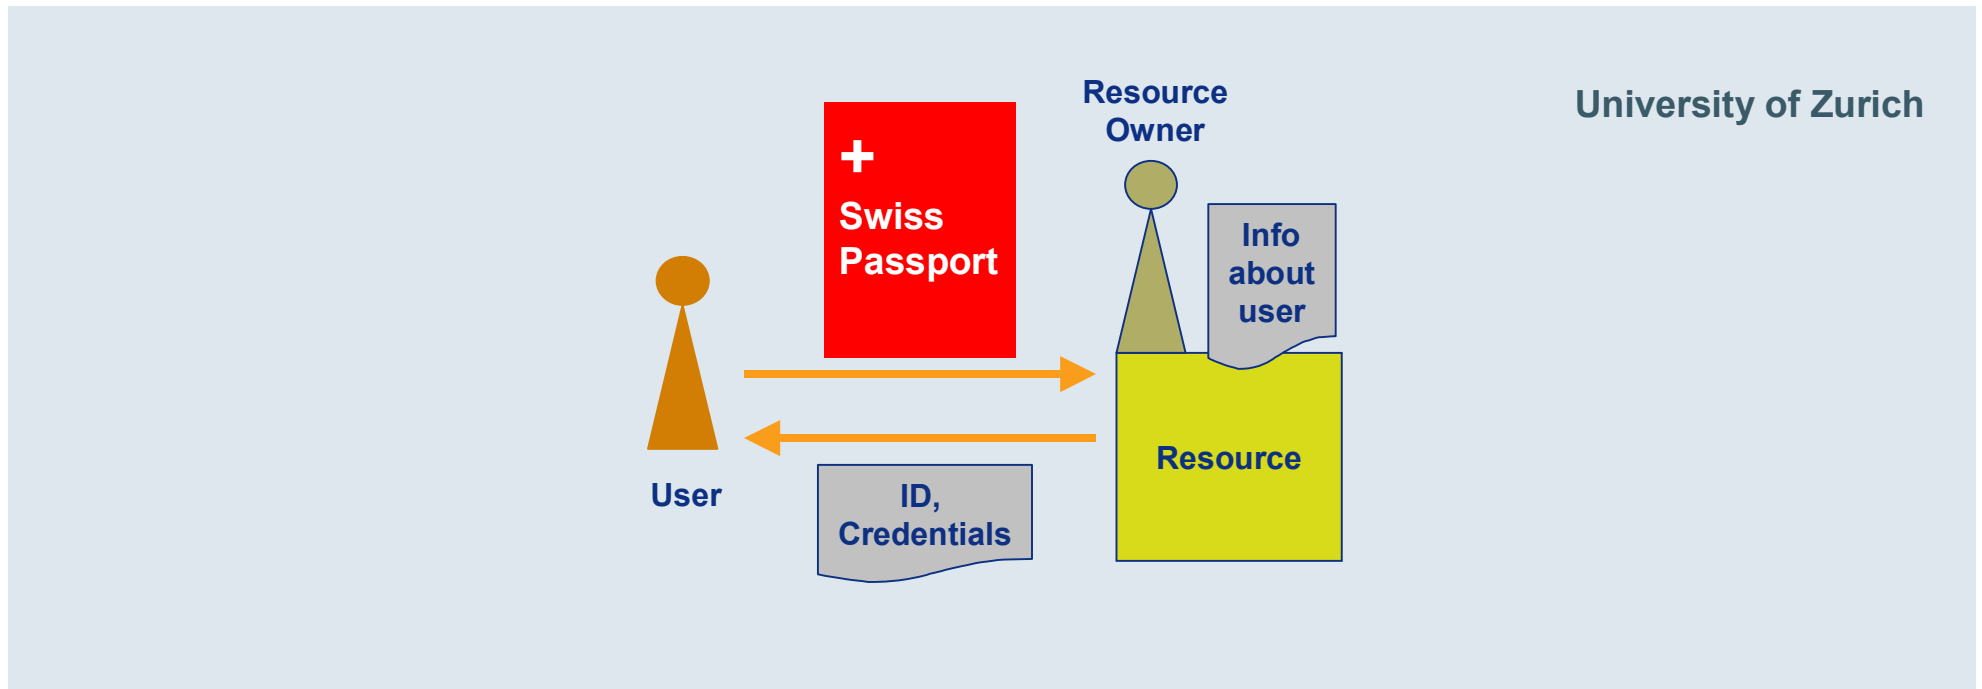 University of Zurich
Resource
Owner
+
Swiss
Passport
Info
about
user
User
Resource
ID,
Credentials